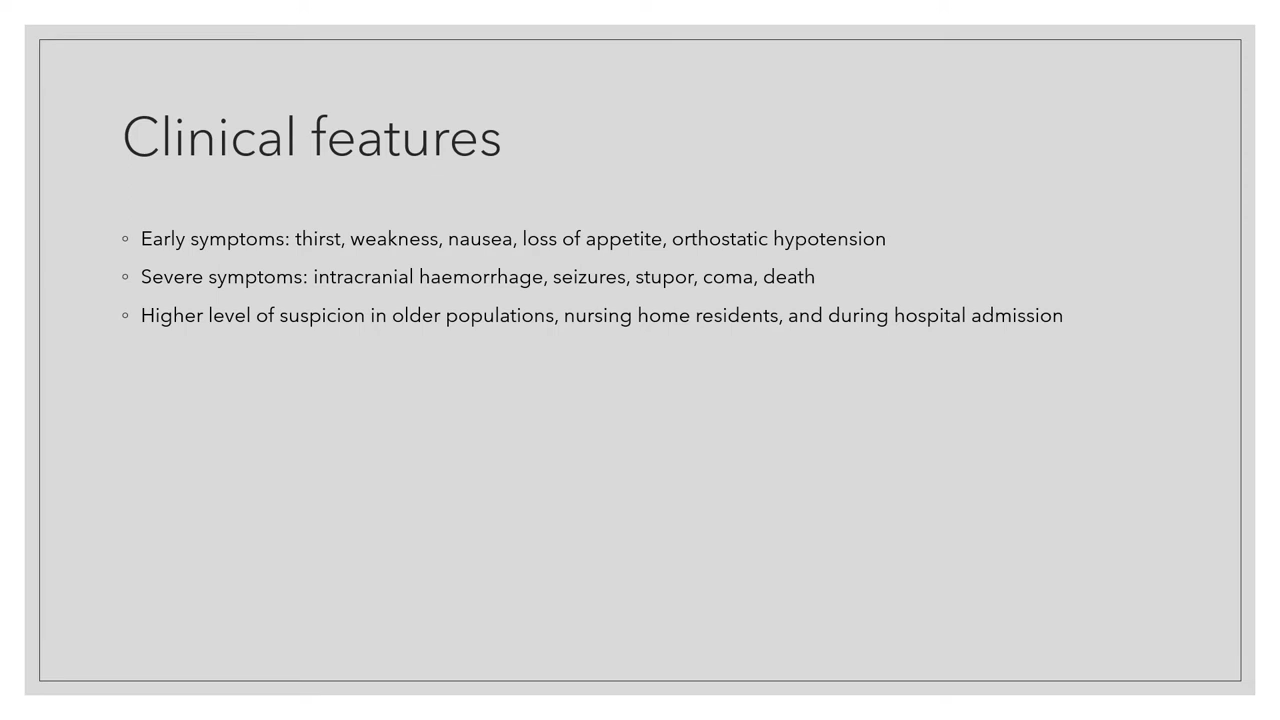 Clinical features
◦ Early symptoms: thirst, weakness, nausea, loss of appetite, orthostatic hypotension
◦ Severe symptoms: intracranial haemorrhage, seizures, stupor, coma, death
◦ Higher level of suspicion in older populations, nursing home residents, and during hospital admission